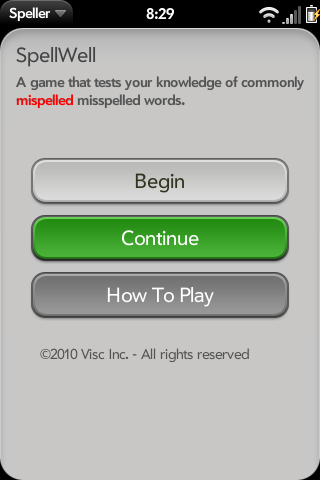 Speller 8:29
SpellWell
A game that tests your knowledge of commonly
mispelled misspelled words.
Begin
Continue
How To Play
©2010 Visc Inc. - All rights reserved